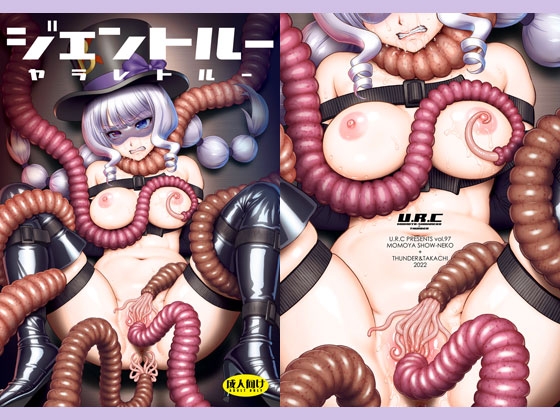 ジェントルー
ヤラレトルー
成人向け
ADULT ONLY
U.R.C
U.R.C PRESENTS vol.97
MOMOYA SHOW-NEKO
THUNDER&TAKACHI
2022